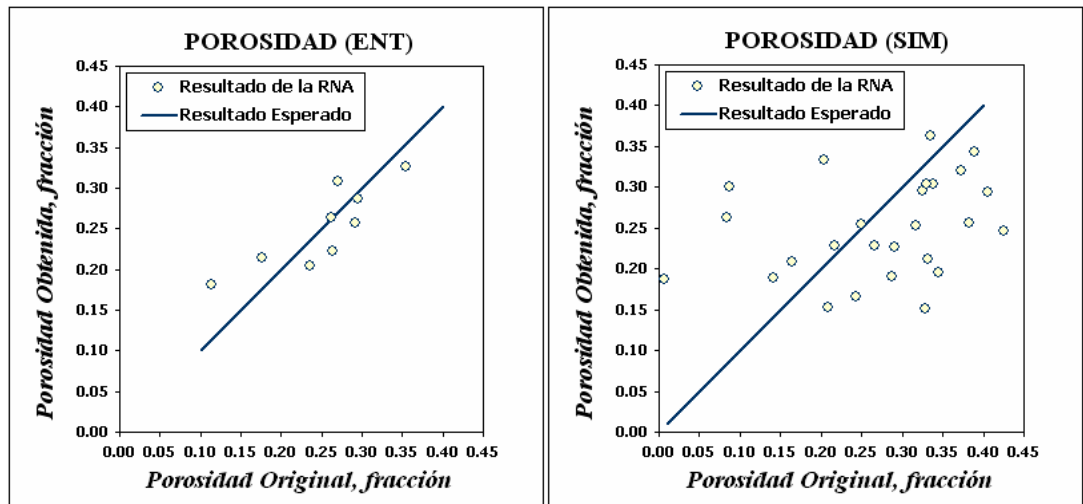 POROSIDAD (ENT)
0.45
0.40
0.35
0.30
0.25
0.20
0.15
0.10
0.05
0.00
Resultado de la RNA
Resultado Esperado
Porosidad Obtenida, fracción
0.00 0.05 0.10 0.15 0.20 0.25 0.30 0.35 0.40 0.45
Porosidad Original, fracción
POROSIDAD (SIM)
0.45
0.40
0.35
0.30
0.25
0.20
0.15
0.10
0.05
0.00
Resultado de la RNA
Resultado Esperado
Porosidad Obtenida, fracción
0.00 0.05 0.10 0.15 0.20 0.25 0.30 0.35 0.40 0.45
Porosidad Original, fracción